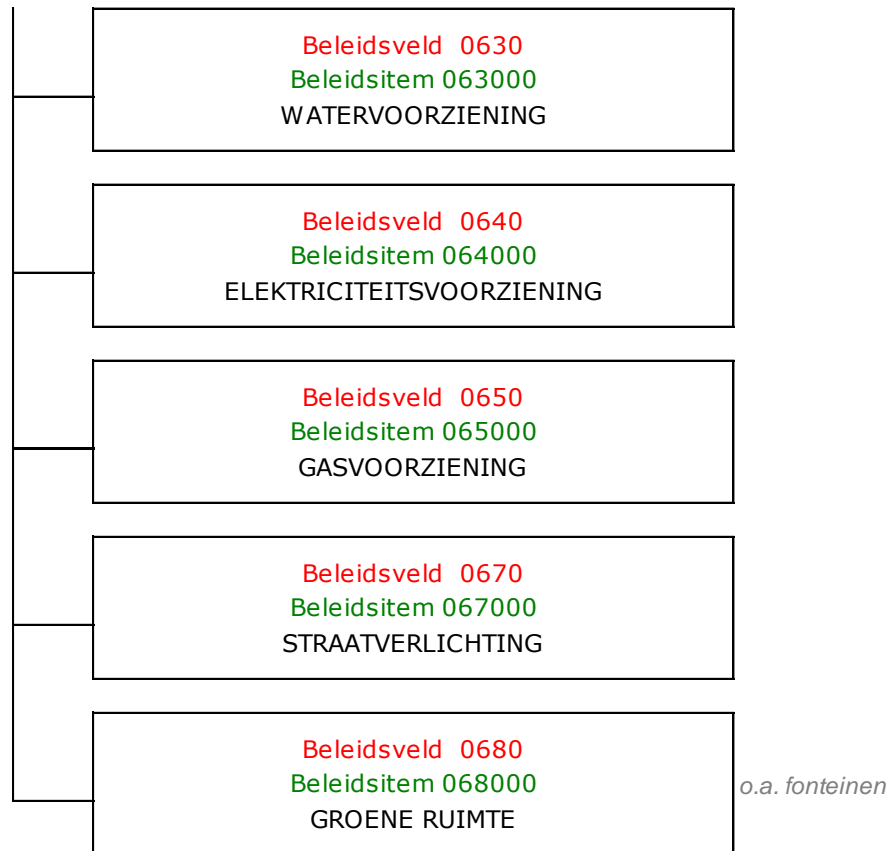 Beleidsveld 0630
Beleidsitem 063000
WATERVOORZIENING
Beleidsveld 0640
Beleidsitem 064000
ELEKTRICITEITSVOORZIENING
Beleidsveld 0650
Beleidsitem 065000
GASVOORZIENING
Beleidsveld 0670
Beleidsitem 067000
STRAATVERLICHTING
Beleidsveld 0680
Beleidsitem 068000
o.a. fonteinen
GROENE RUIMTE